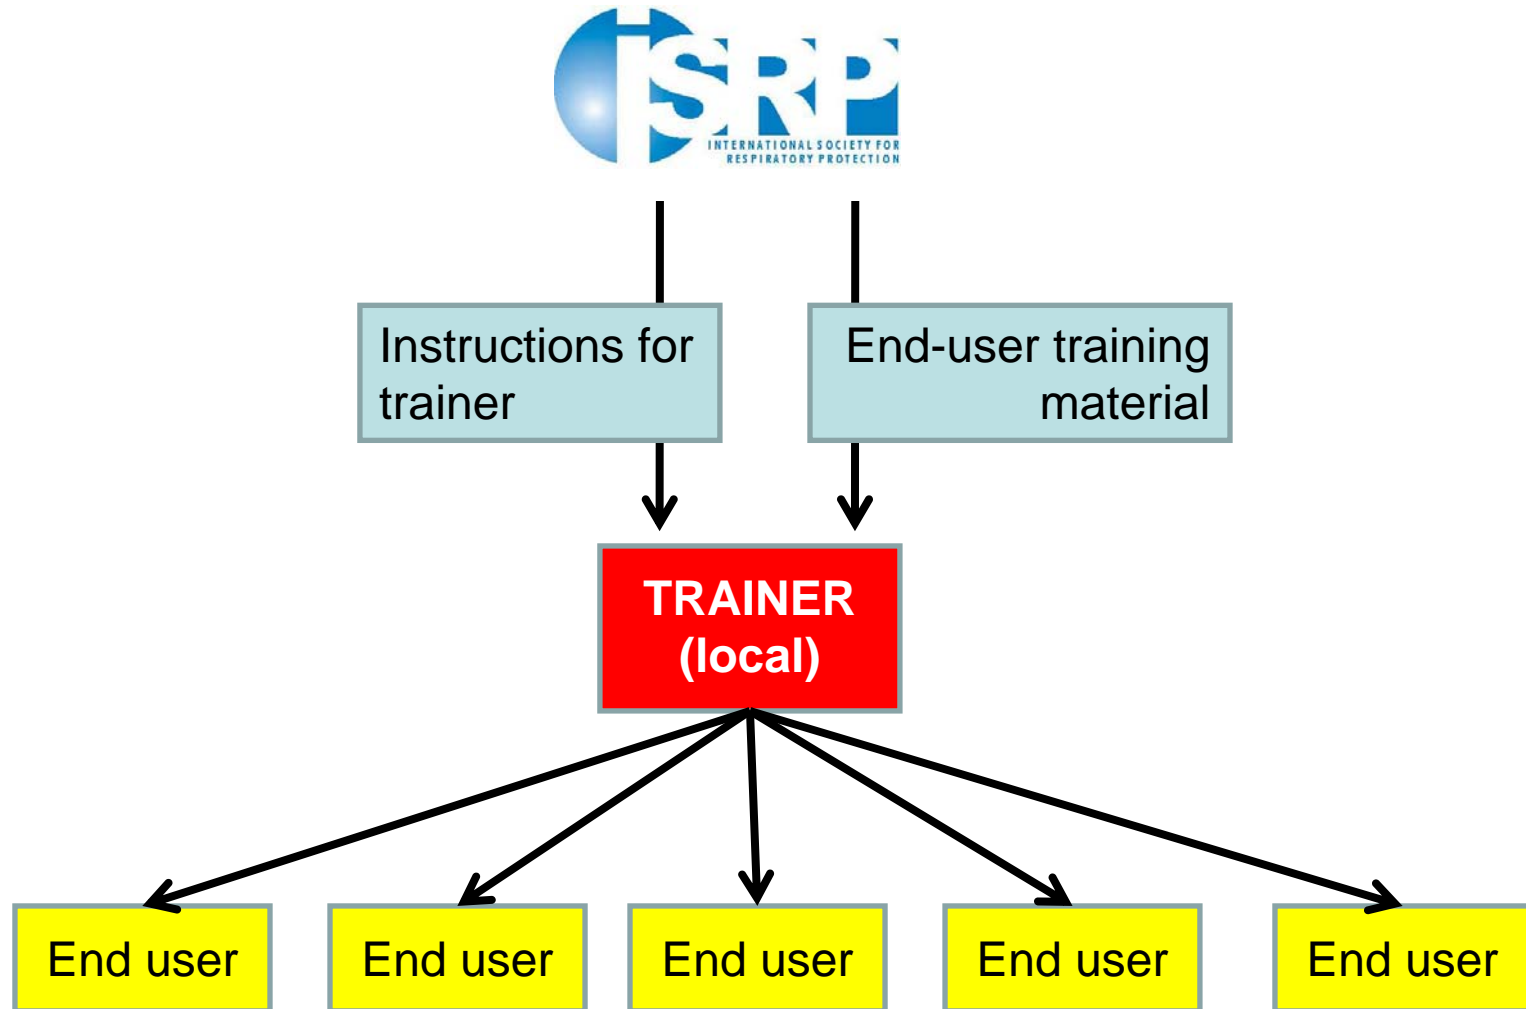 iSRP
INTERNATIONAL SOCIETY FOR
RESPIRATORY PROTECTION
Instructions for
trainer
End-user training
material
TRAINER
(local)
End user
End user
End user
End user
End user